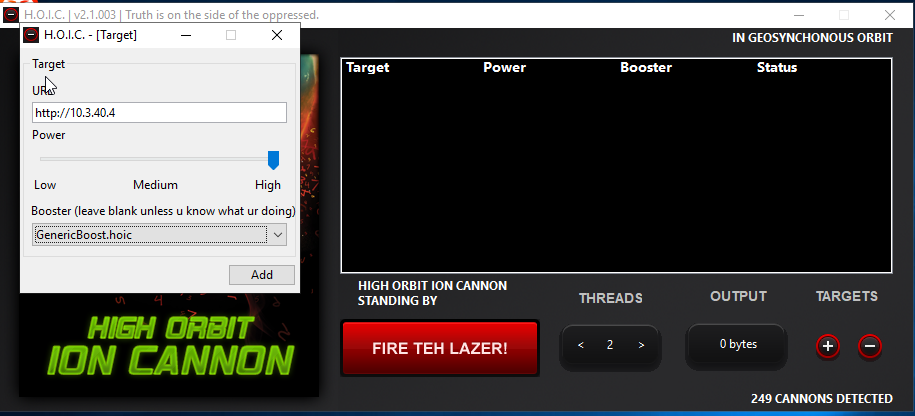 H.O.I.C. | v2.1.003 | Truth is on the side of the oppressed.
H.O.I.C. - [Target]
Target
URL
http://10.3.40.4
Power
Low Medium High
Booster (leave blank unless u know what ur doing)
GenericBoost.hoic
Add
HIGH ORBIT
ION CANNON
IN GEOSYNCHONOUS ORBIT
Target Power Booster Status
HIGH ORBIT ION CANNON
STANDING BY
FIRE TEH LAZER!
THREADS
< 2 >
OUTPUT
0 bytes
TARGETS
+ −
249 CANNONS DETECTED